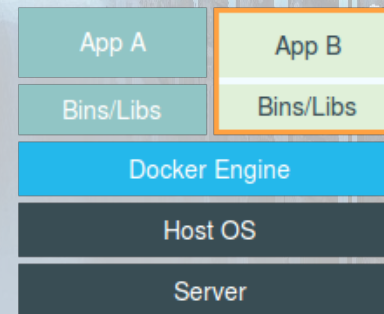 App A
App B
Bins/Libs
Bins/Libs
Docker Engine
Host OS
Server